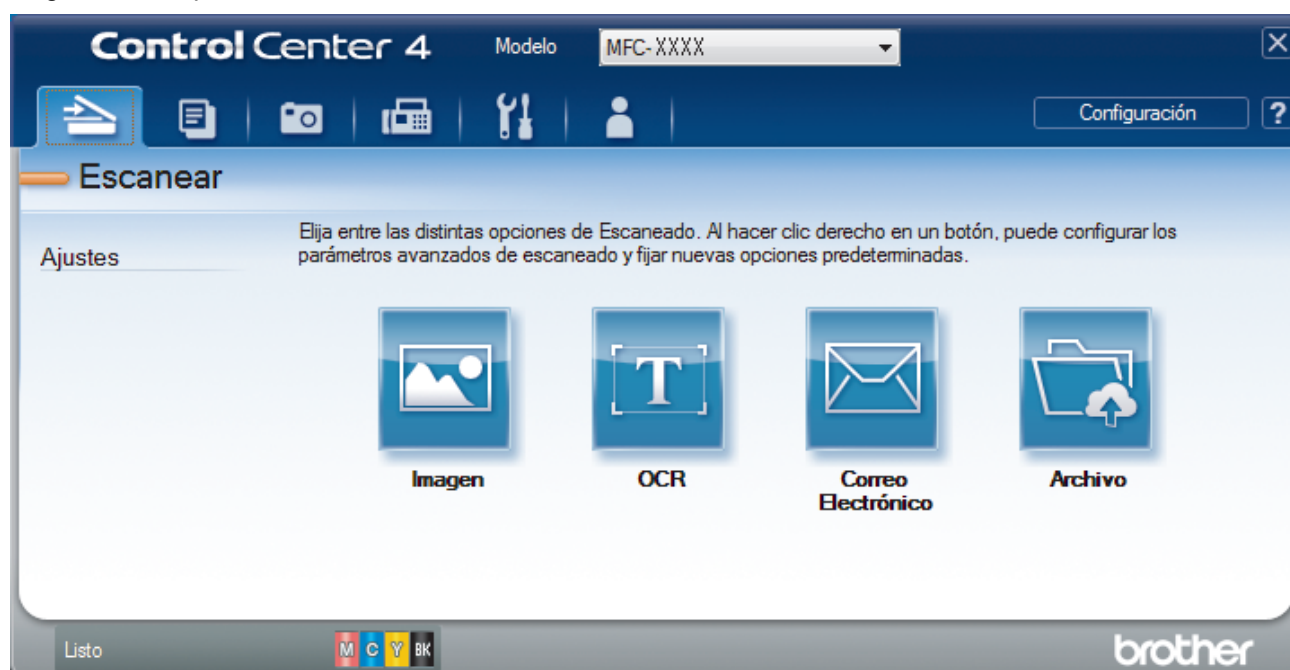 Control Center 4
Modelo
MFC-XXXX
Configuración
?
Escanear
Ajustes
Elija entre las distintas opciones de Escaneado. Al hacer clic derecho en un botón, puede configurar los
parámetros avanzados de escaneado y fijar nuevas opciones predeterminadas.
T
Imagen
OCR
Correo
Electrónico
Archivo
Listo
M C Y BK
brother